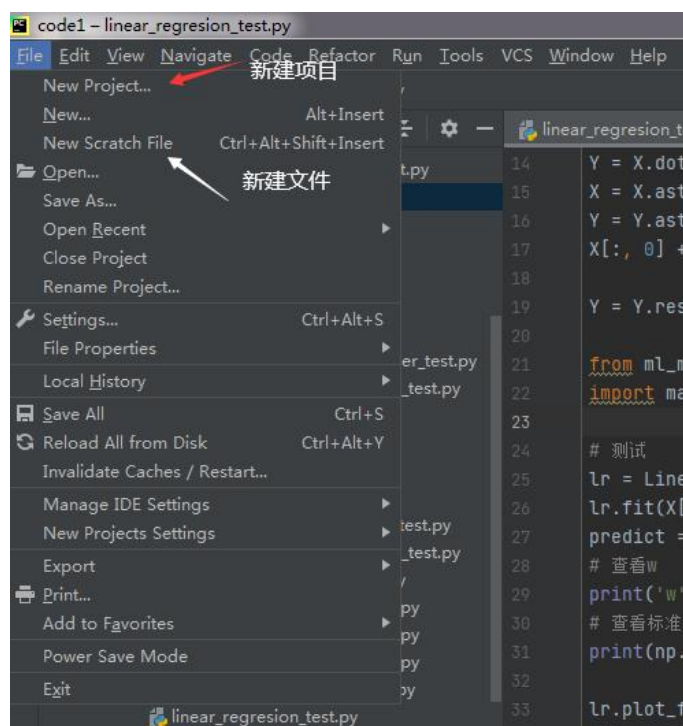 PC code1 – linear_regresion_test.py
File Edit View Navigate Code Refactor Run Tools VCS Window Help
New Project...
新建项目
New... Alt+Insert
linear_regresion_t
New Scratch File Ctrl+Alt+Shift+Insert
新建文件
Open...
t.py
Save As...
Open Recent
Close Project
Rename Project...
Settings... Ctrl+Alt+S
File Properties
er_test.py
Local History
_test.py
Save All Ctrl+S
Reload All from Disk Ctrl+Alt+Y
Invalidate Caches / Restart...
Manage IDE Settings
New Projects Settings
test.py
_test.py
Export
Print...
/
py
Add to Favorites
py
Power Save Mode
py
Exit
py
linear_regresion_test.py
14 Y = X.dot
15 X = X.ast
16 Y = Y.ast
17 X[:, 0] +
18
19 Y = Y.res
20
21 from ml_m
22 import ma
23
24 # 测试
25 lr = Line
26 lr.fit(X[
27 predict =
28 # 查看w
29 print('w'
30 # 查看标准
31 print(np.
32
33 lr.plot_f